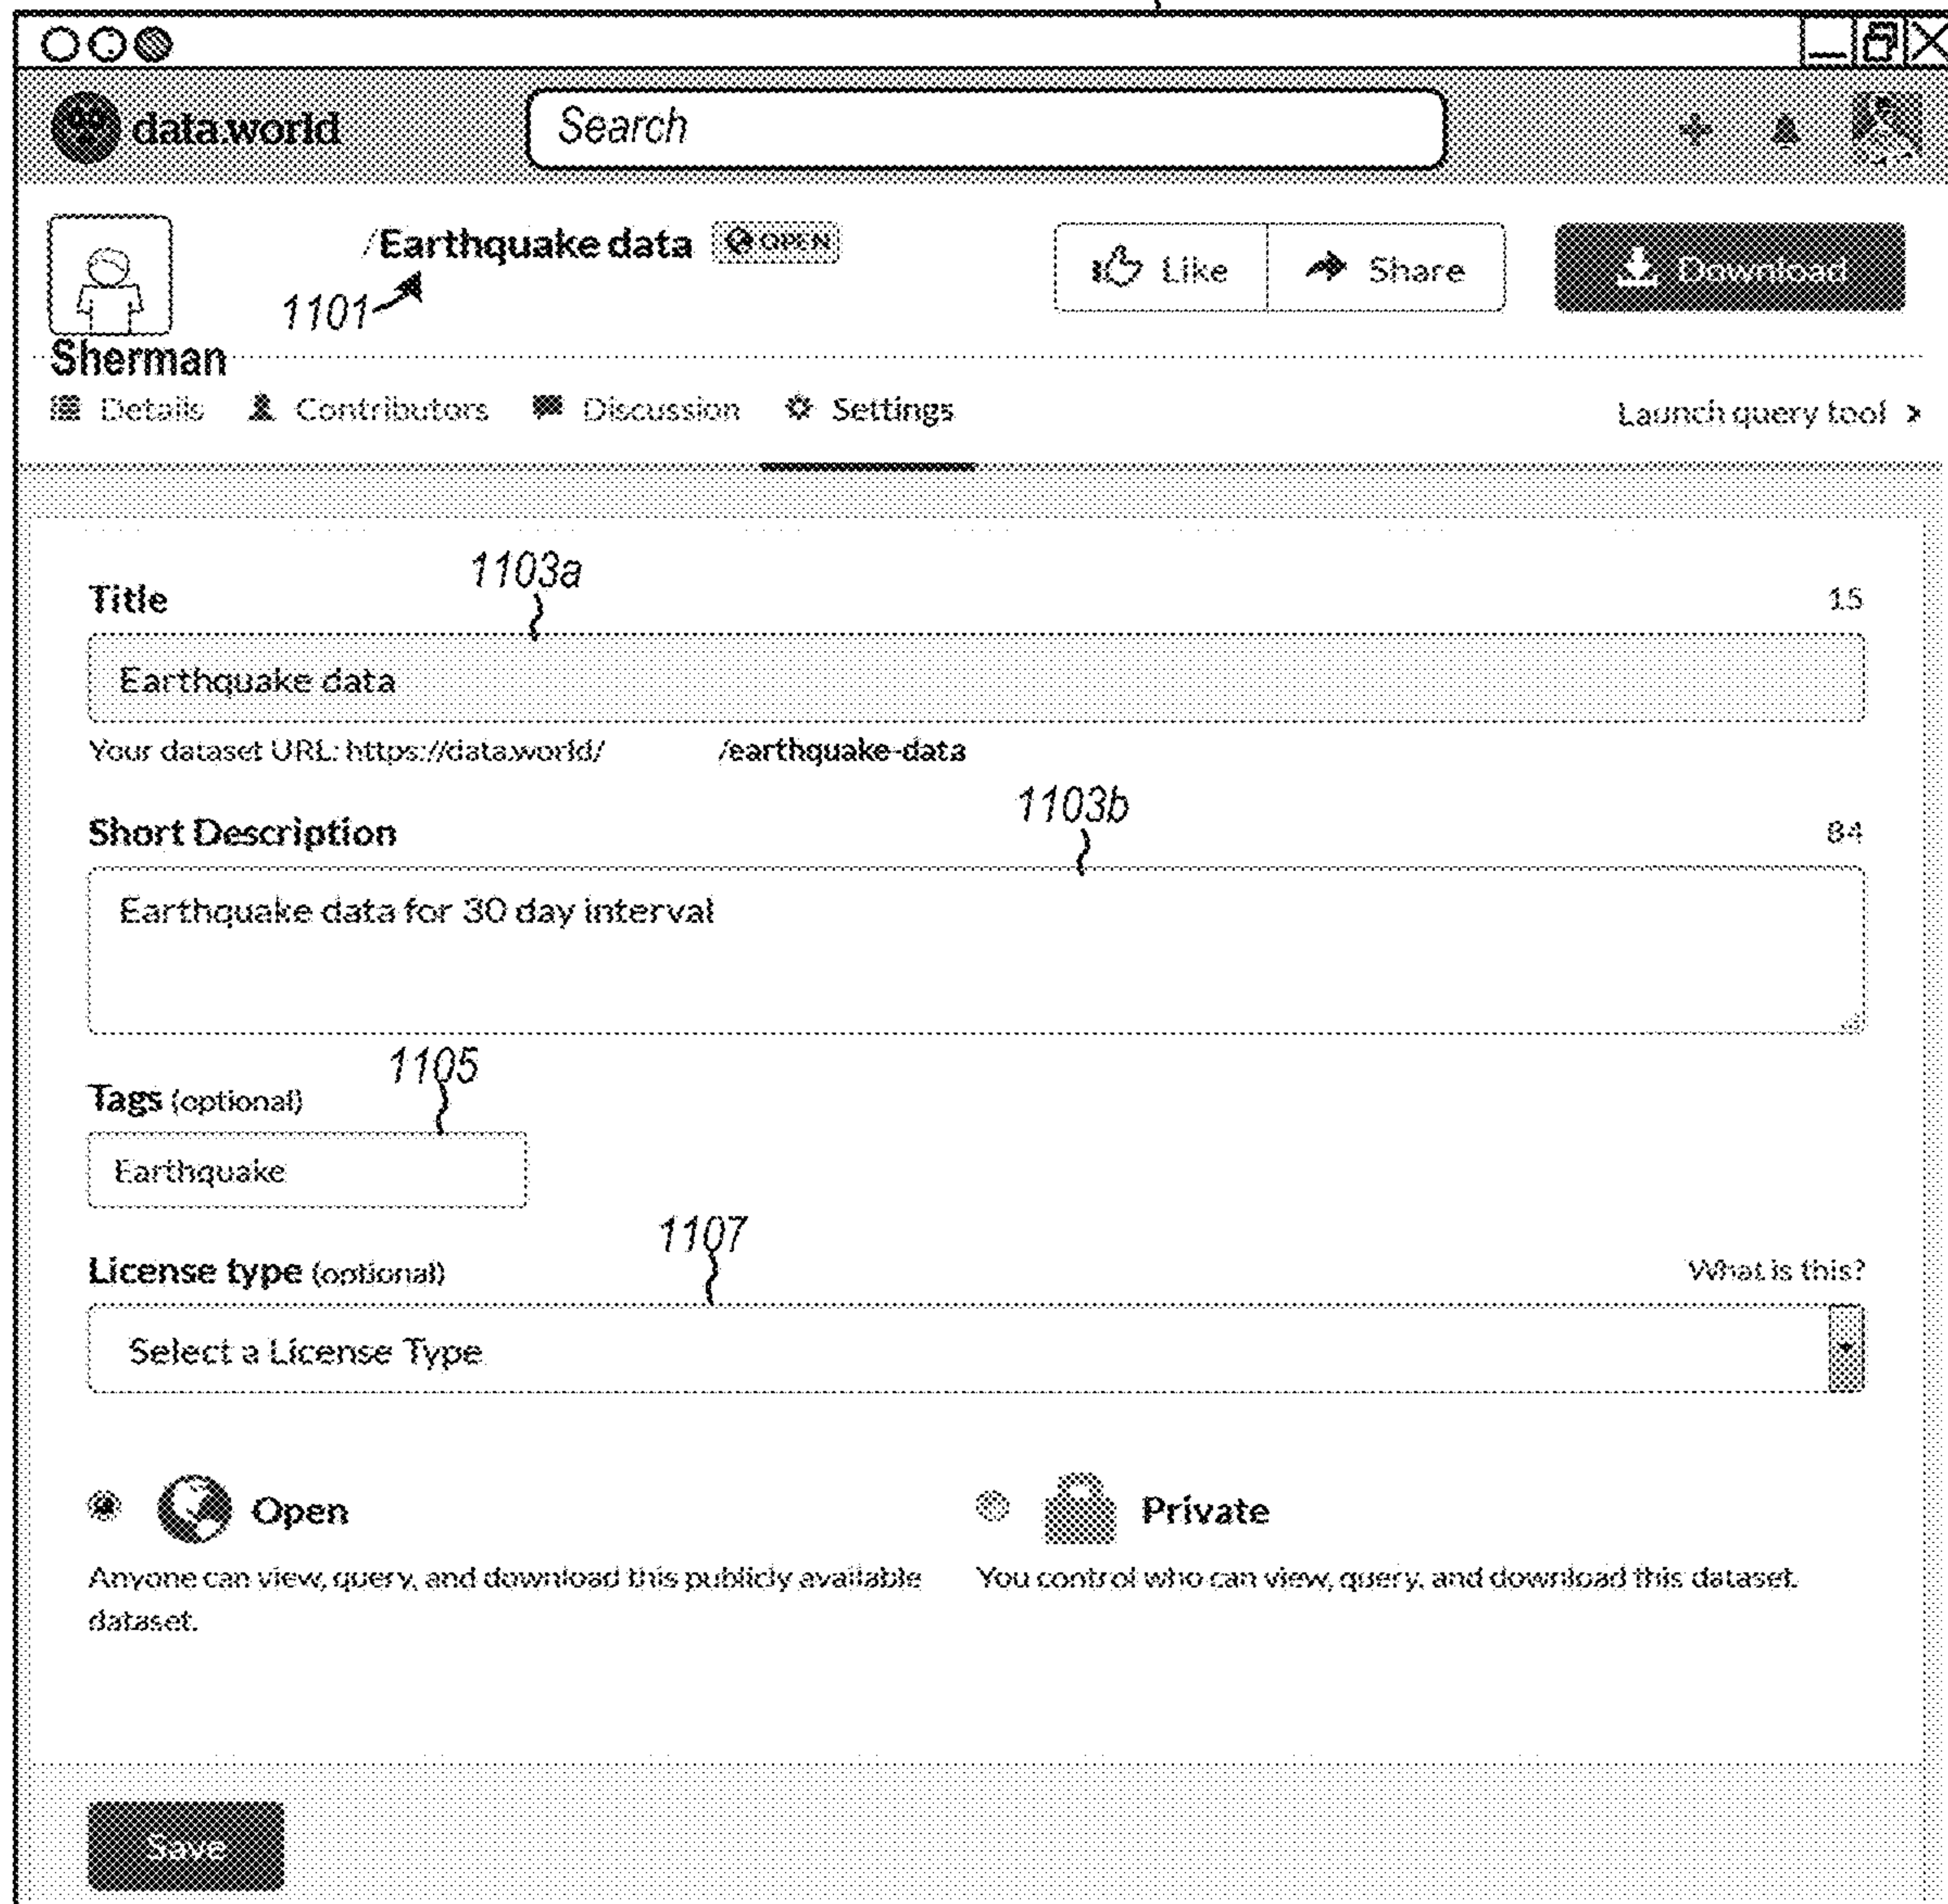 data.world
Search
/Earthquake data OPEN
Like
Share
Download
1101
Sherman
Details Contributors Discussion Settings
Launch query tool >
1103a
Title
15
Earthquake data
Your dataset URL: https://data.world/ /earthquake-data
1103b
Short Description
84
Earthquake data for 30 day interval
1105
Tags (optional)
Earthquake
1107
License type (optional)
What is this?
Select a License Type
Open
Private
Anyone can view, query, and download this publicly available
dataset.
You control who can view, query, and download this dataset.
Save